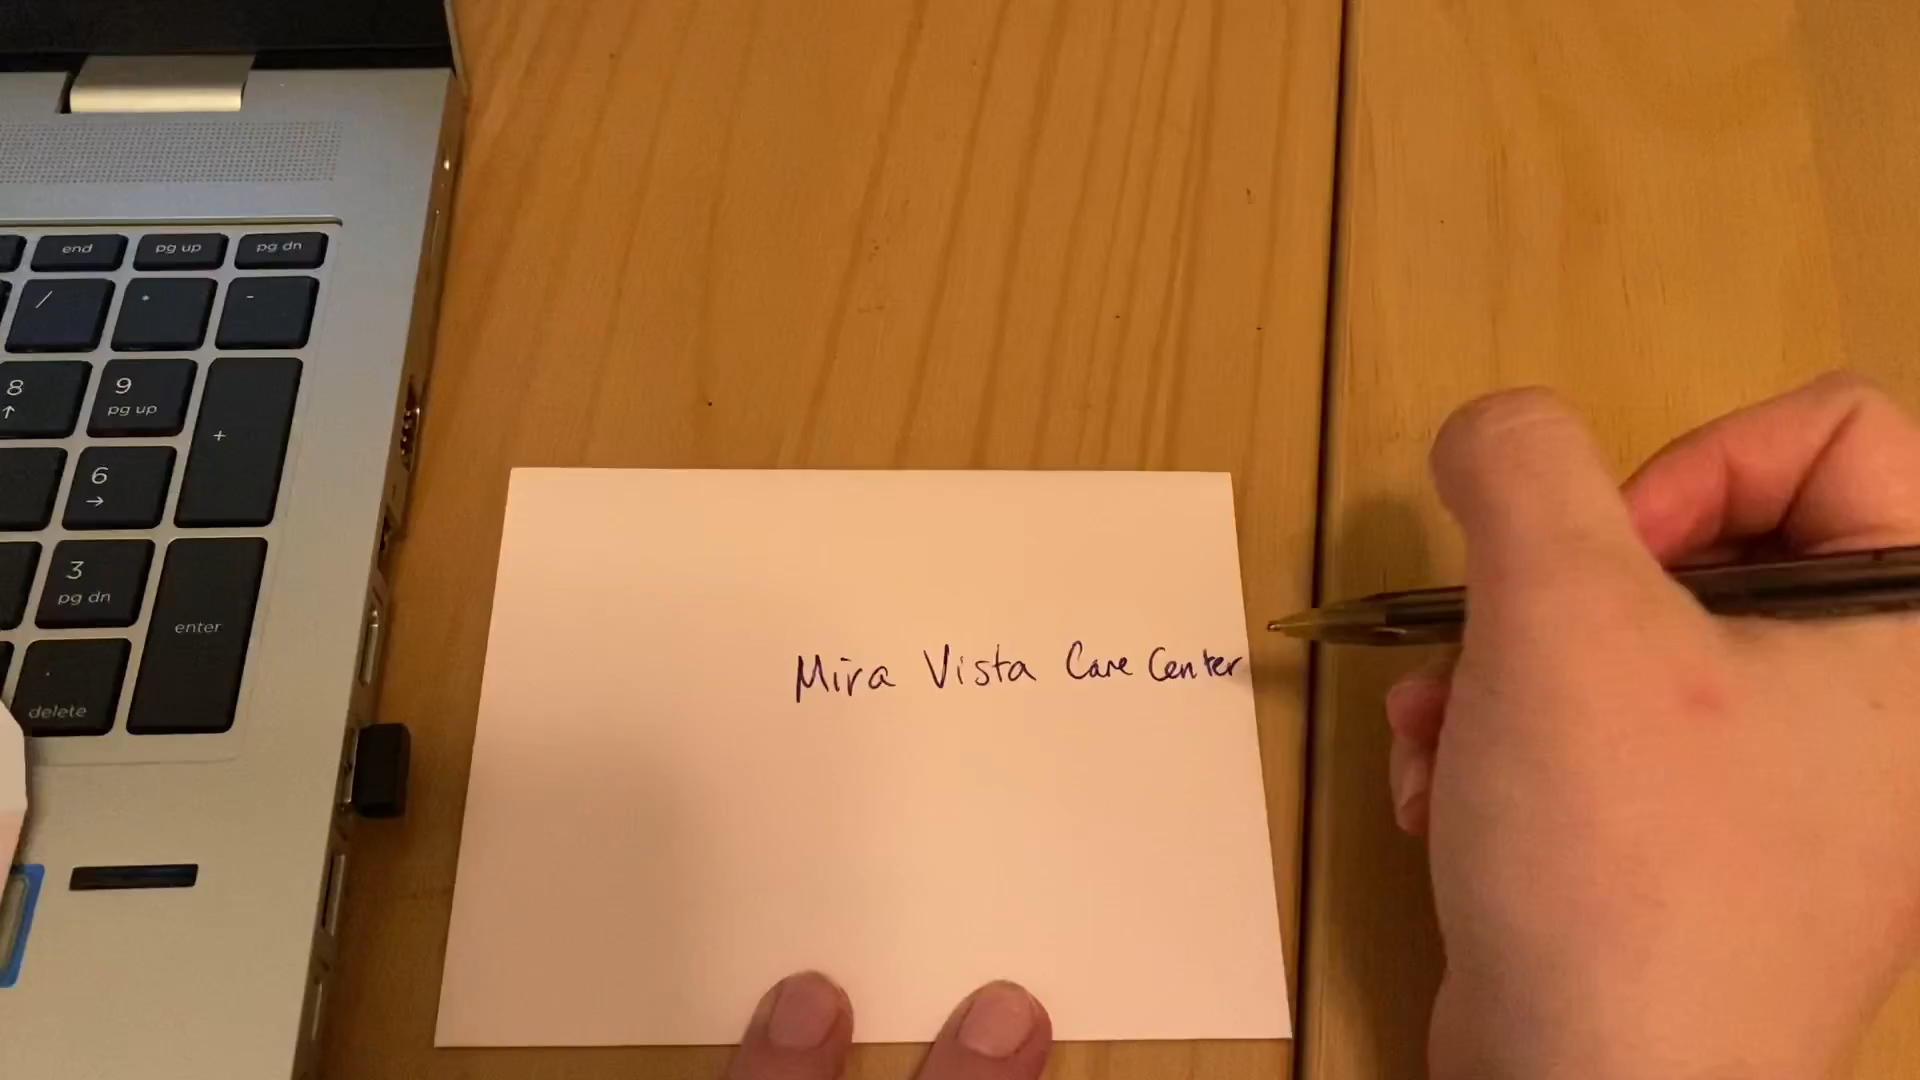 end pg up pg dn
/ * -
8 9 pg up +
6
3 pg dn enter
. delete
Mira Vista Care Center